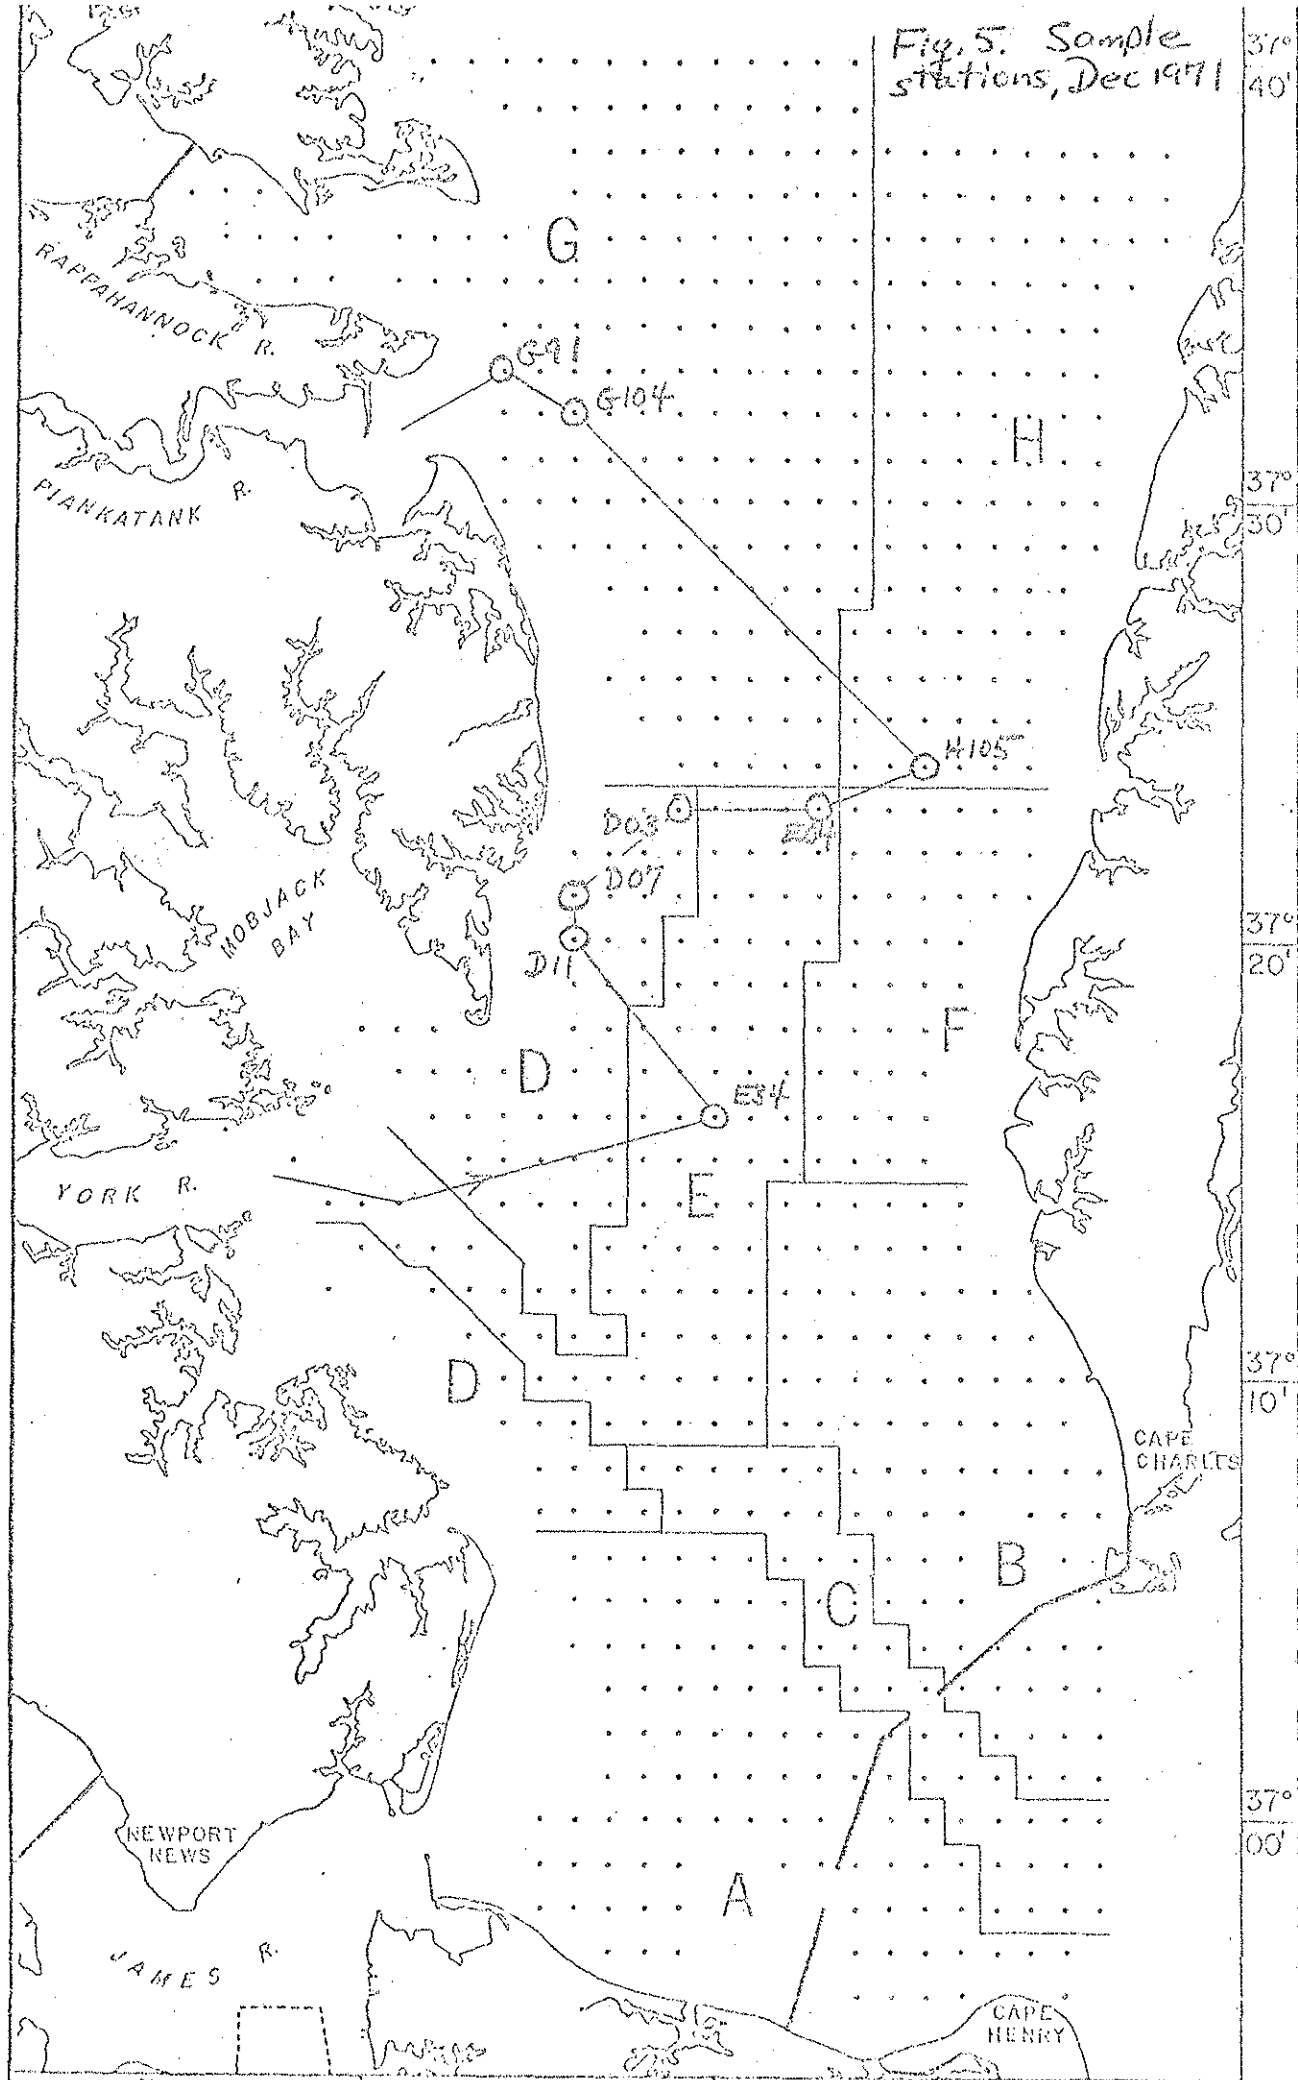 Fig. 5. Sample
stations, Dec 1971
37°
40'
G
RAPPAHANNOCK R.
G91
G104
H
PIANKATANK R.
37°
30'
H105
D03
E04
D07
MOBJACK
BAY
D11
37°
20'
F
D
E34
YORK R.
E
37°
10'
D
CAPE
CHARLES
B
C
37°
00'
NEWPORT
NEWS
A
JAMES R.
CAPE
HENRY